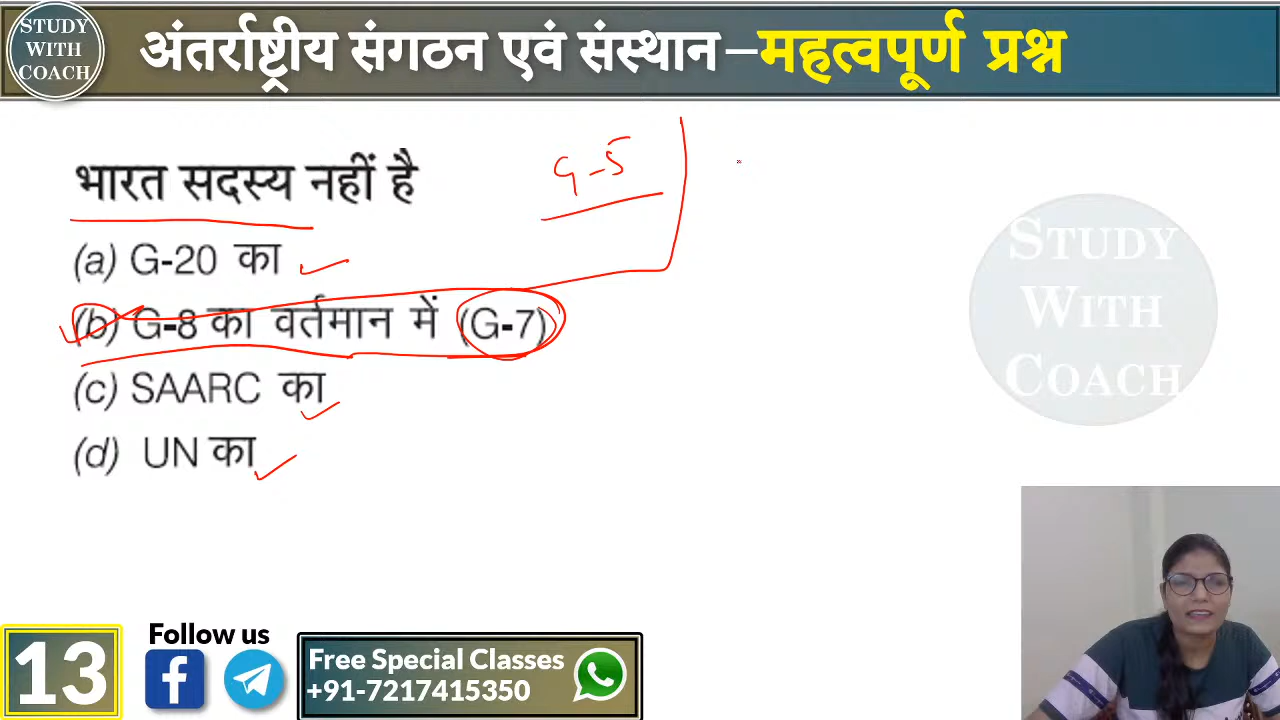 STUDY
WITH
COACH
अंतर्राष्ट्रीय संगठन एवं संस्थान–महत्वपूर्ण प्रश्न
भारत सदस्य नहीं है
G-5
(a) G-20 का
(b) G-8 का वर्तमान में (G-7)
(c) SAARC का
(d) UN का
STUDY
WITH
COACH
13
Follow us
Free Special Classes
+91-7217415350